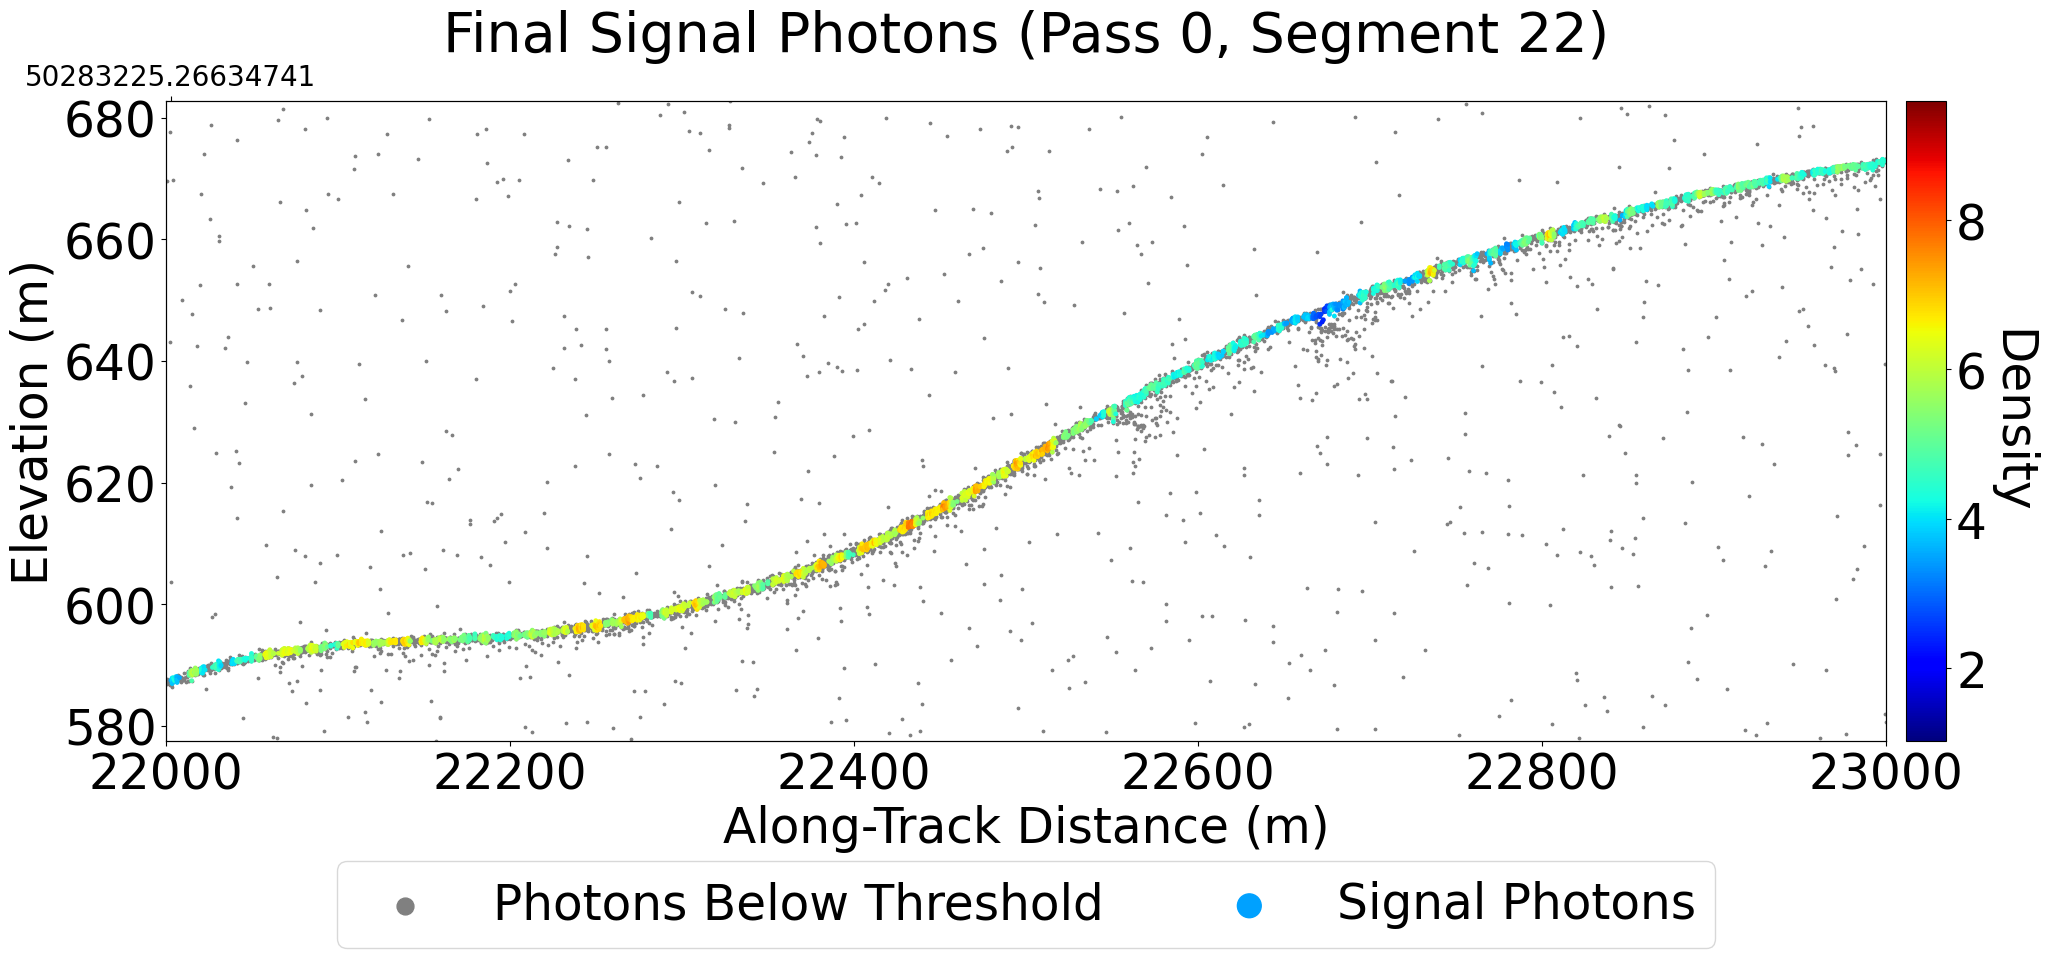 Final Signal Photons (Pass 0, Segment 22)
50283225.26634741
680
660
640
620
600
580
Elevation (m)
22000 22200 22400 22600 22800 23000
Along-Track Distance (m)
8
6
4
2
Density
Photons Below Threshold Signal Photons